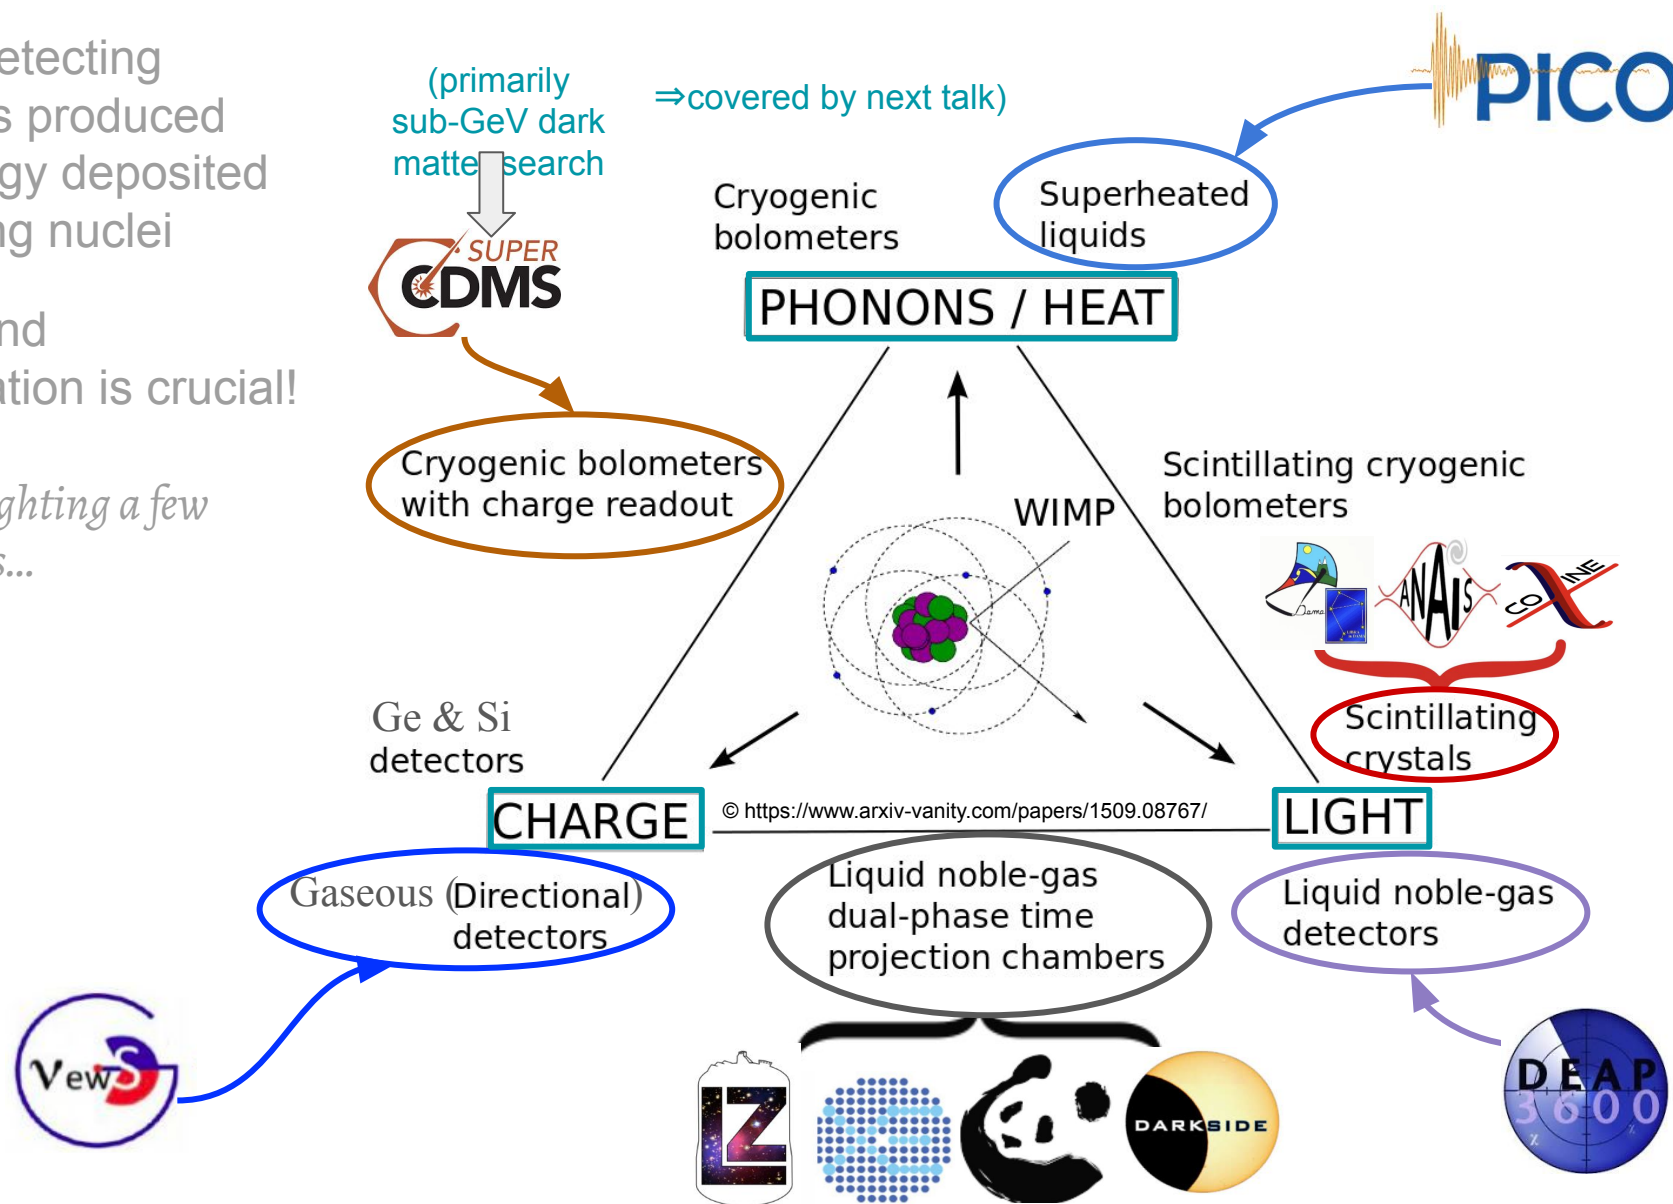 etecting
s produced
gy deposited
ng nuclei
nd
ation is crucial!
ghting a few
s...
(primarily
sub-GeV dark
matter search
⇒covered by next talk)
PICO
SUPER
CDMS
Cryogenic
bolometers
Superheated
liquids
PHONONS / HEAT
Cryogenic bolometers
with charge readout
WIMP
Scintillating cryogenic
bolometers
Dama
ANAIS
COSINE
Scintillating
crystals
Ge & Si
detectors
CHARGE
© https://www.arxiv-vanity.com/papers/1509.08767/
LIGHT
Gaseous (Directional)
detectors
Liquid noble-gas
dual-phase time
projection chambers
Liquid noble-gas
detectors
NewS
LZ
DARKSIDE
DEAP
3600